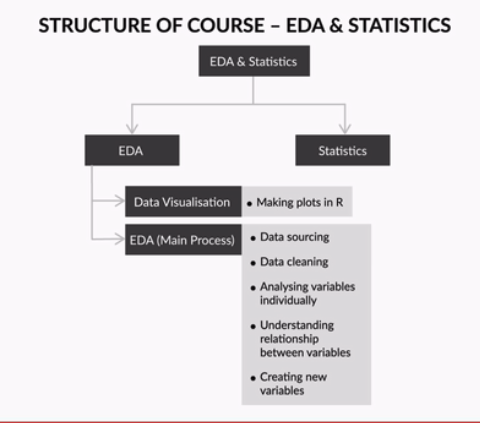 STRUCTURE OF COURSE – EDA & STATISTICS
EDA & Statistics
EDA
Statistics
Data Visualisation
• Making plots in R
EDA (Main Process)
• Data sourcing
• Data cleaning
• Analysing variables
individually
• Understanding
relationship
between variables
• Creating new
variables